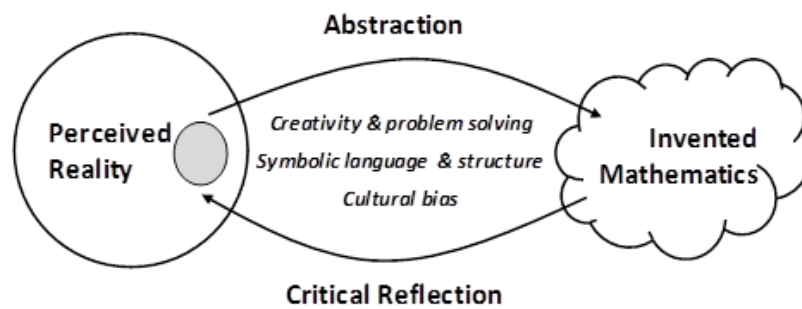 Abstraction
Perceived
Reality
Creativity & problem solving
Symbolic language & structure
Cultural bias
Invented
Mathematics
Critical Reflection